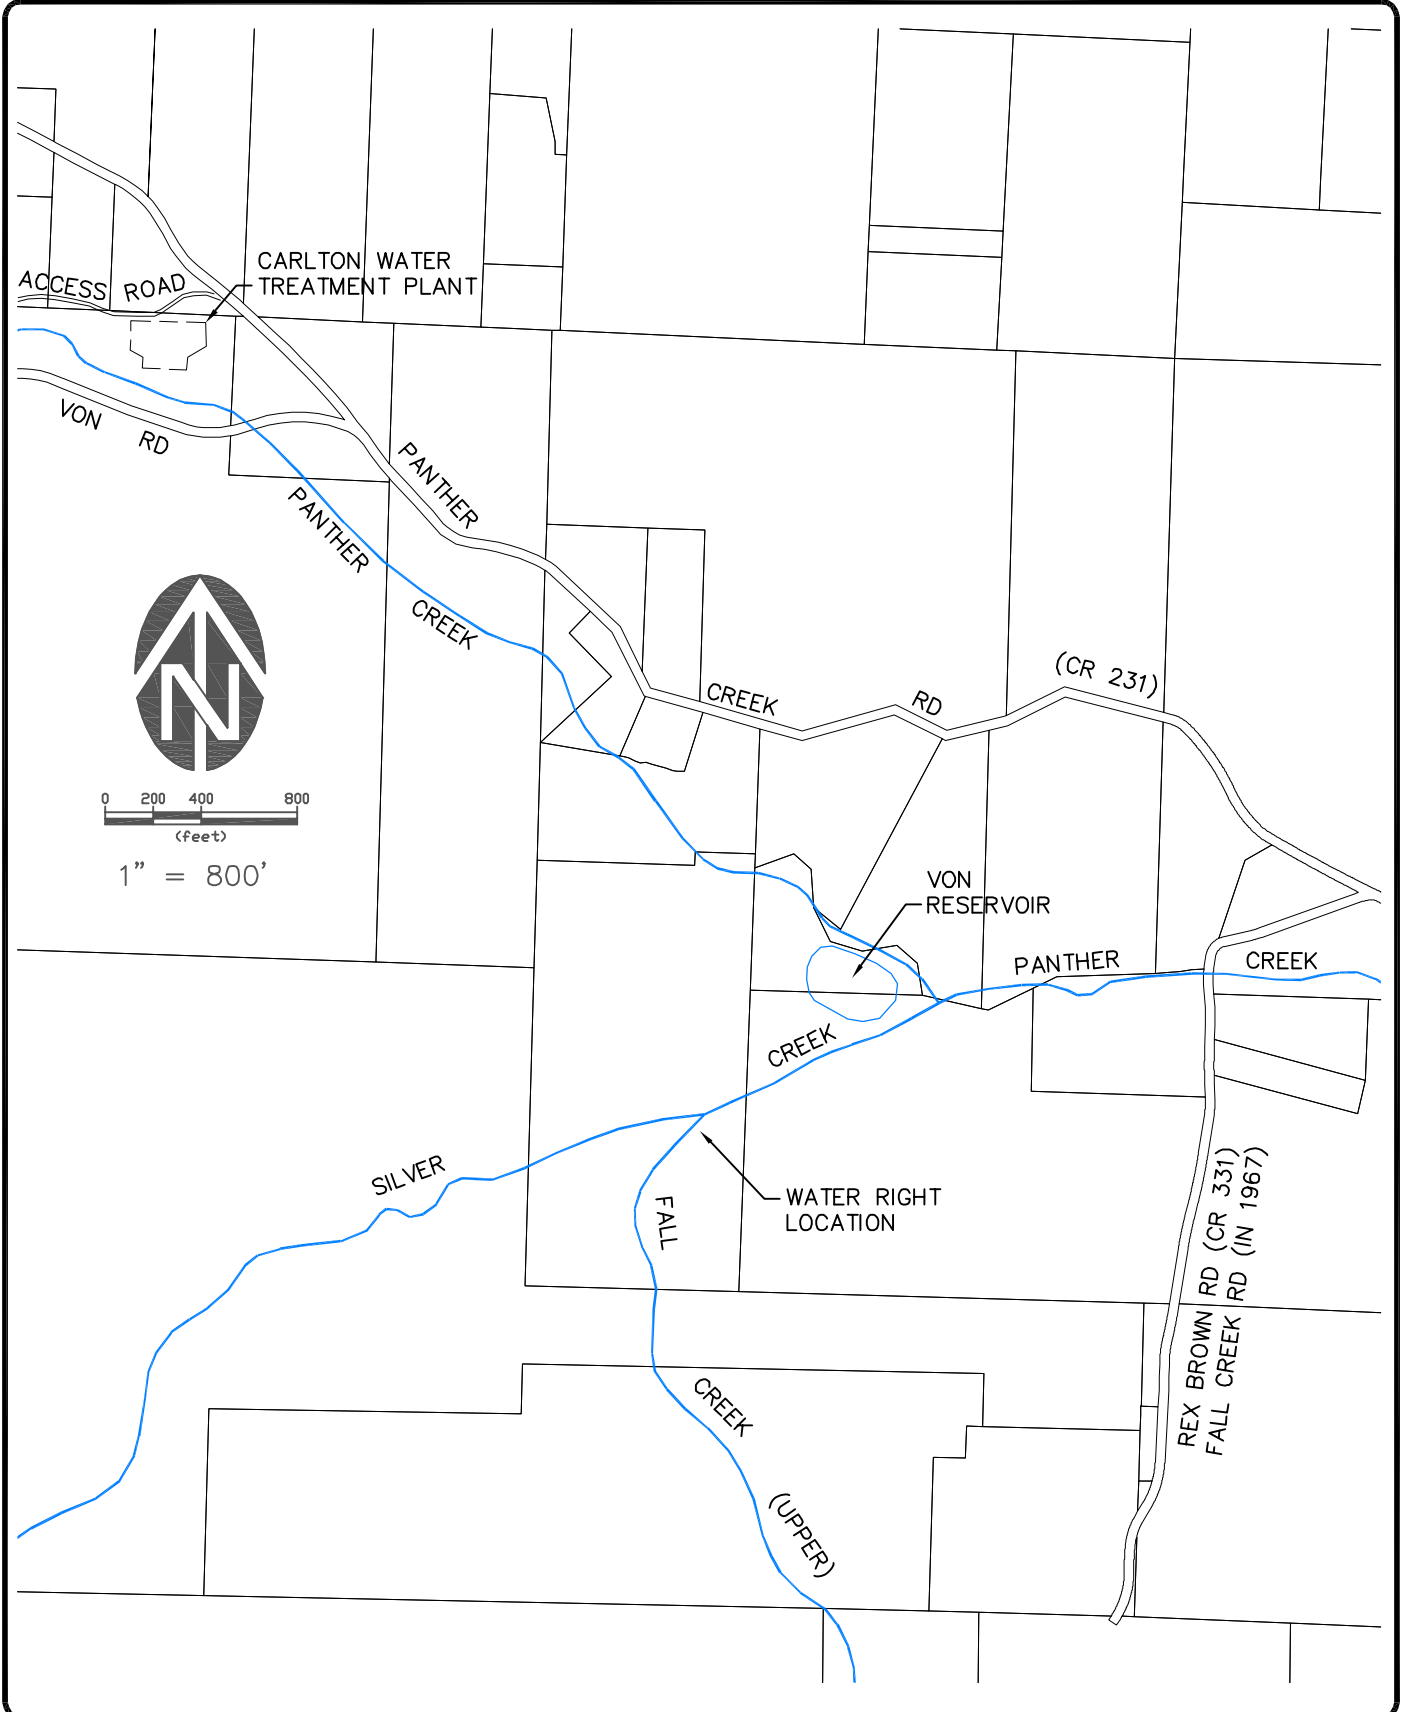 CARLTON WATER
TREATMENT PLANT
ACCESS ROAD
VON RD
PANTHER
PANTHER
CREEK
N
0 200 400 800
(feet)
1" = 800'
CREEK RD (CR 231)
VON
RESERVOIR
PANTHER CREEK
CREEK
SILVER
FALL
WATER RIGHT
LOCATION
REX BROWN RD (CR 331)
FALL CREEK RD (IN 1967)
CREEK
(UPPER)